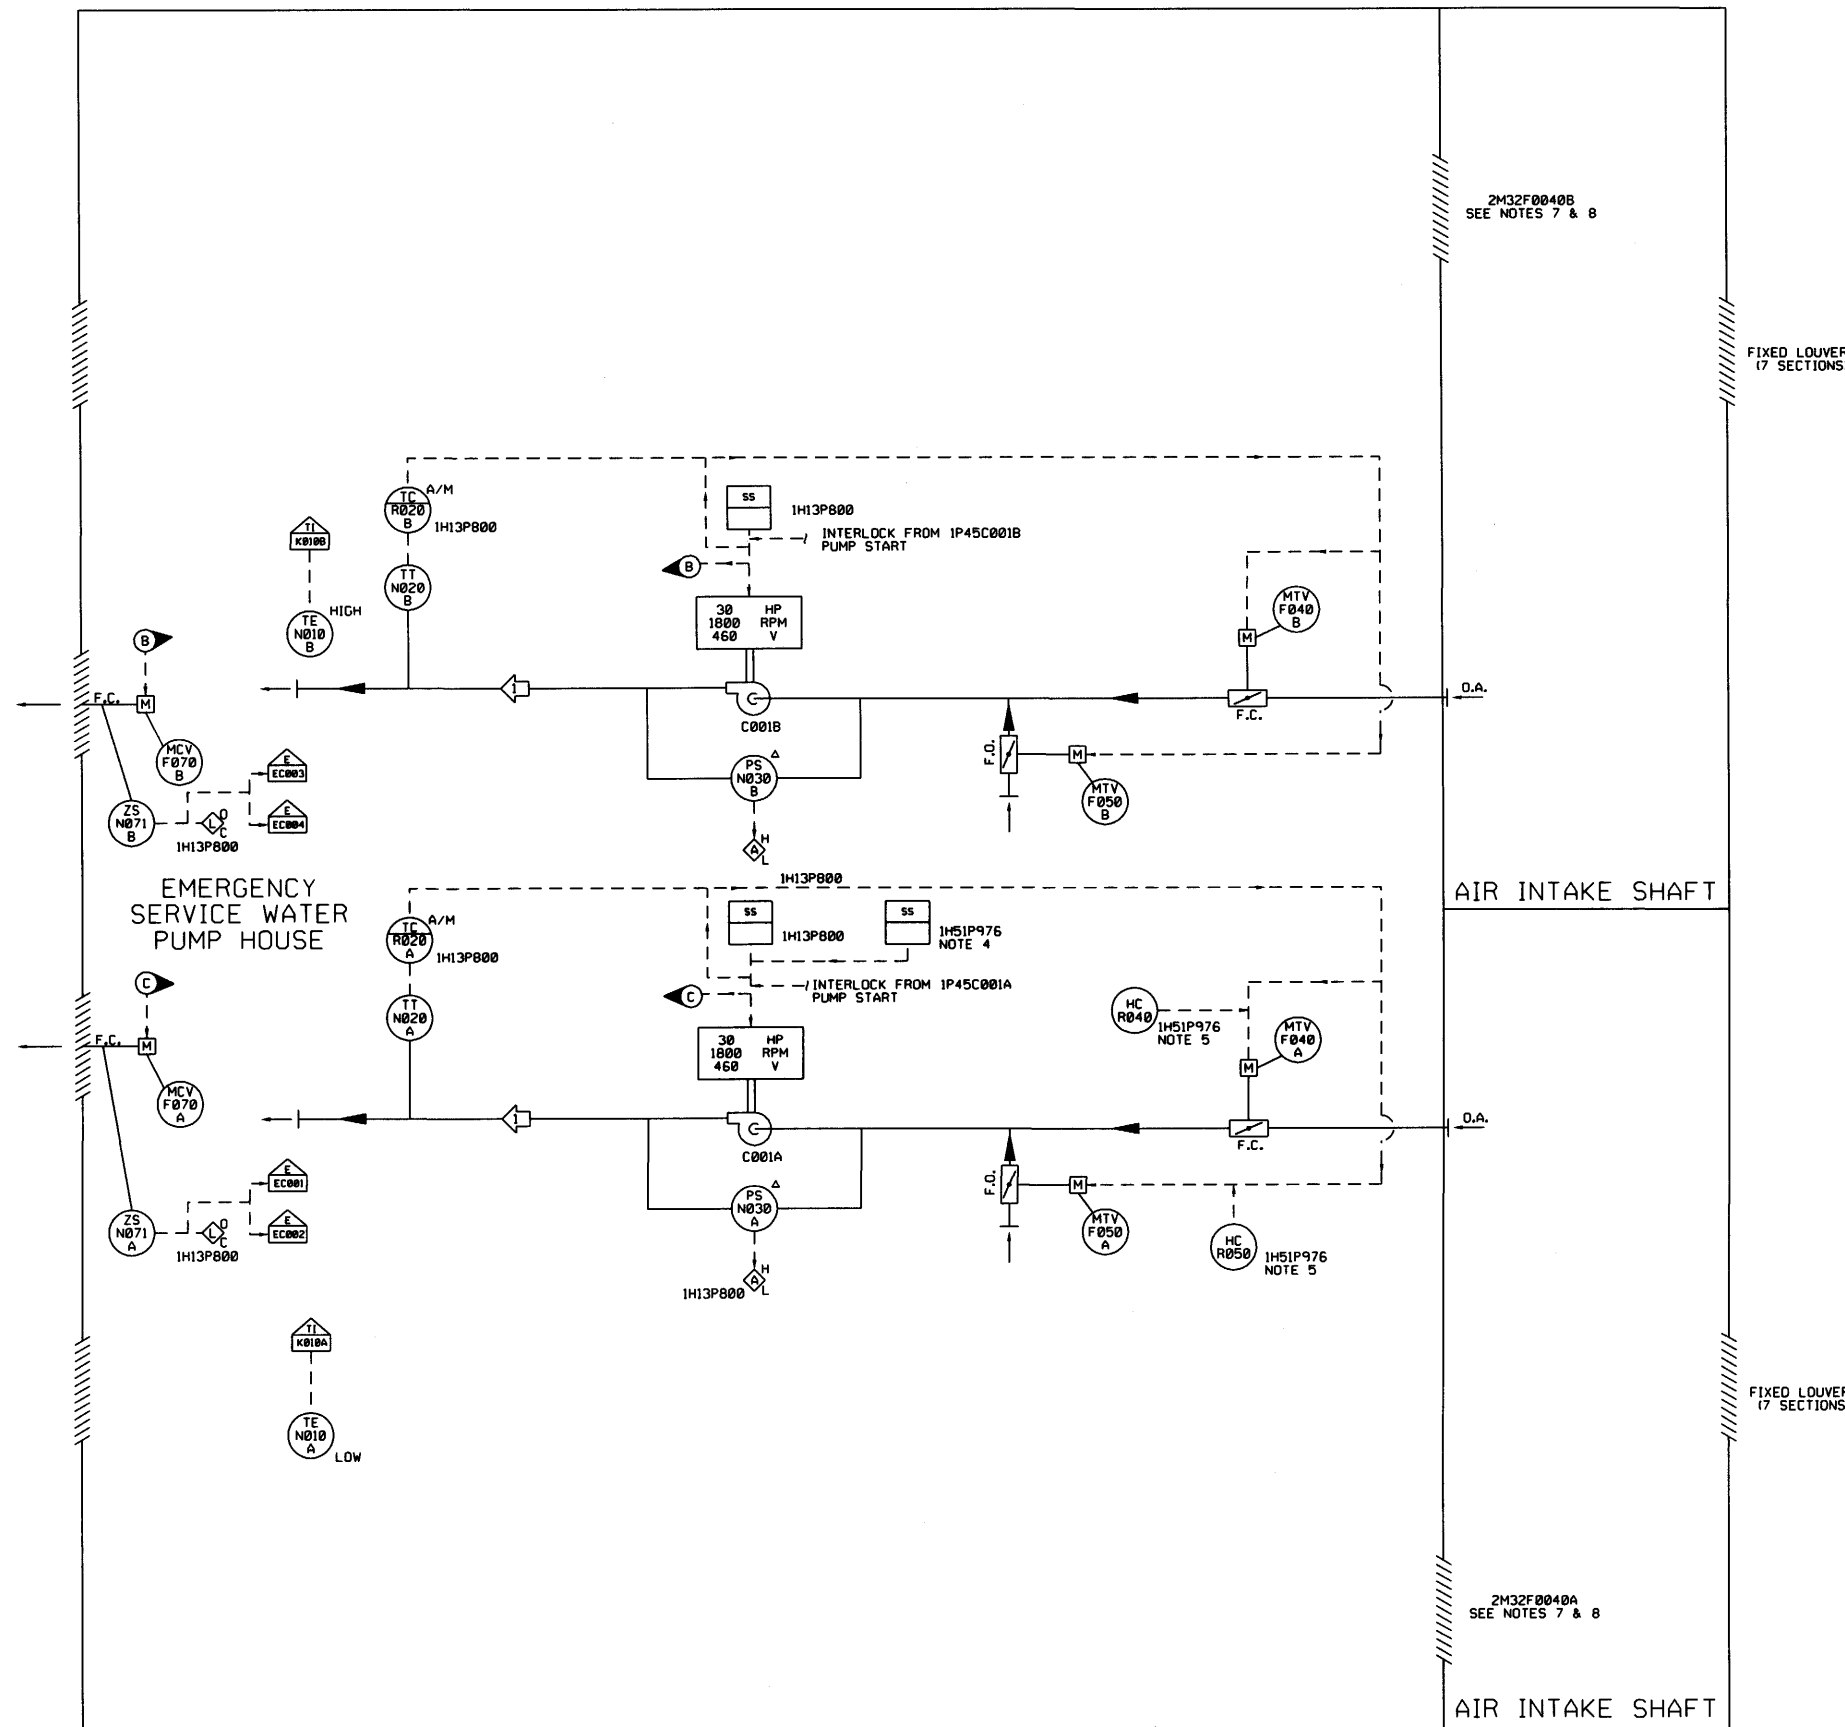 2M32F0040B
SEE NOTES 7 & 8
FIXED LOUVER
(7 SECTIONS
TC
R020
B
A/M
1H13P800
SS
1H13P800
INTERLOCK FROM 1P45C001B
PUMP START
TI
K010B
TT
N020
B
B
TE
N010
B
HIGH
30 HP
1800 RPM
460 V
MTV
F040
B
M
B
F.C.
M
1
C
C001B
F.C.
O.A.
MCV
F070
B
E
EC003
PS
N030
B
F.O.
M
MTV
F050
B
ZS
N071
B
L
O
C
1H13P800
E
EC004
A
H
L
1H13P800
EMERGENCY
SERVICE WATER
PUMP HOUSE
AIR INTAKE SHAFT
TC
R020
A
A/M
1H13P800
SS
1H13P800
SS
1H51P976
NOTE 4
INTERLOCK FROM 1P45C001A
PUMP START
C
TT
N020
A
C
30 HP
1800 RPM
460 V
HC
R040
1H51P976
NOTE 5
MTV
F040
A
M
F.C.
M
MCV
F070
A
1
C
C001A
F.C.
O.A.
E
EC001
PS
N030
A
F.O.
M
MTV
F050
A
HC
R050
1H51P976
NOTE 5
ZS
N071
A
L
O
C
1H13P800
E
EC002
A
H
L
1H13P800
TI
K010A
TE
N010
A
LOW
FIXED LOUVER
(7 SECTIONS
2M32F0040A
SEE NOTES 7 & 8
AIR INTAKE SHAFT